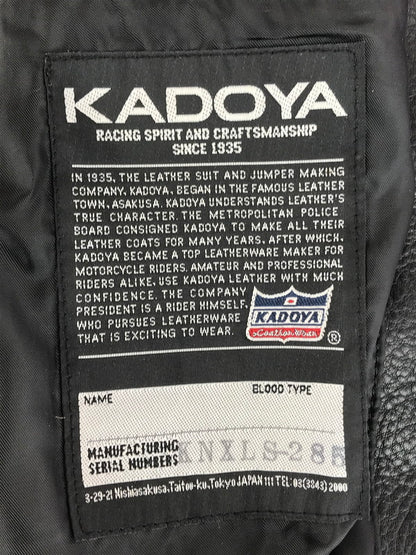 KADOYA
RACING SPIRIT AND CRAFTSMANSHIP
SINCE 1935
IN 1935, THE LEATHER SUIT AND JUMPER MAKING
COMPANY, KADOYA, BEGAN IN THE FAMOUS LEATHER
TOWN, ASAKUSA. KADOYA UNDERSTANDS LEATHER'S
TRUE CHARACTER. THE METROPOLITAN POLICE
BOARD CONSIGNED KADOYA TO MAKE ALL THEIR
LEATHER COATS FOR MANY YEARS, AFTER WHICH,
KADOYA BECAME A TOP LEATHERWARE MAKER FOR
MOTORCYCLE RIDERS. AMATEUR AND PROFESSIONAL
RIDERS ALIKE, USE KADOYA LEATHER WITH MUCH
CONFIDENCE. THE COMPANY
PRESIDENT IS A RIDER HIMSELF,
WHO PURSUES LEATHERWARE
THAT IS EXCITING TO WEAR.
KADOYA
Leather Wear
®
NAME
BLOOD TYPE
MANUFACTURING
SERIAL NUMBERS
KNXLS-285
3-29-21 Nishiasakusa,Taitou-ku,Tokyo JAPAN 111 TEL: 03(3843) 2000